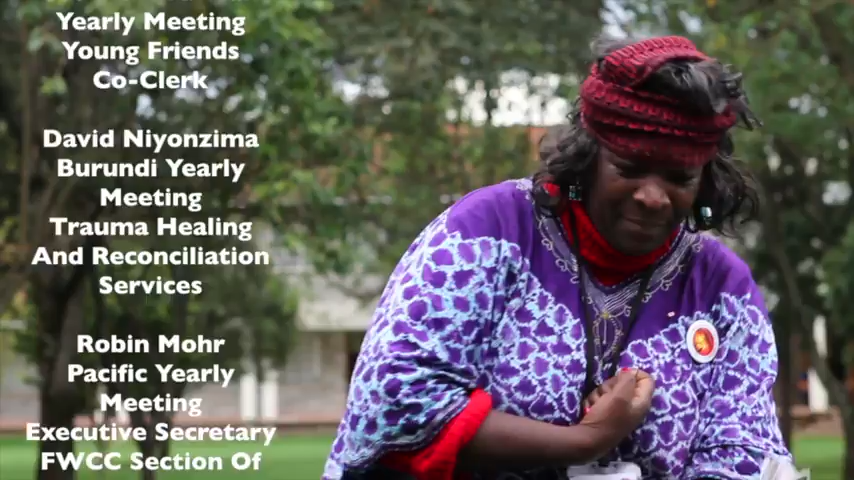 Yearly Meeting
Young Friends
Co-Clerk
David Niyonzima
Burundi Yearly
Meeting
Trauma Healing
And Reconciliation
Services
Robin Mohr
Pacific Yearly
Meeting
Executive Secretary
FWCC Section Of